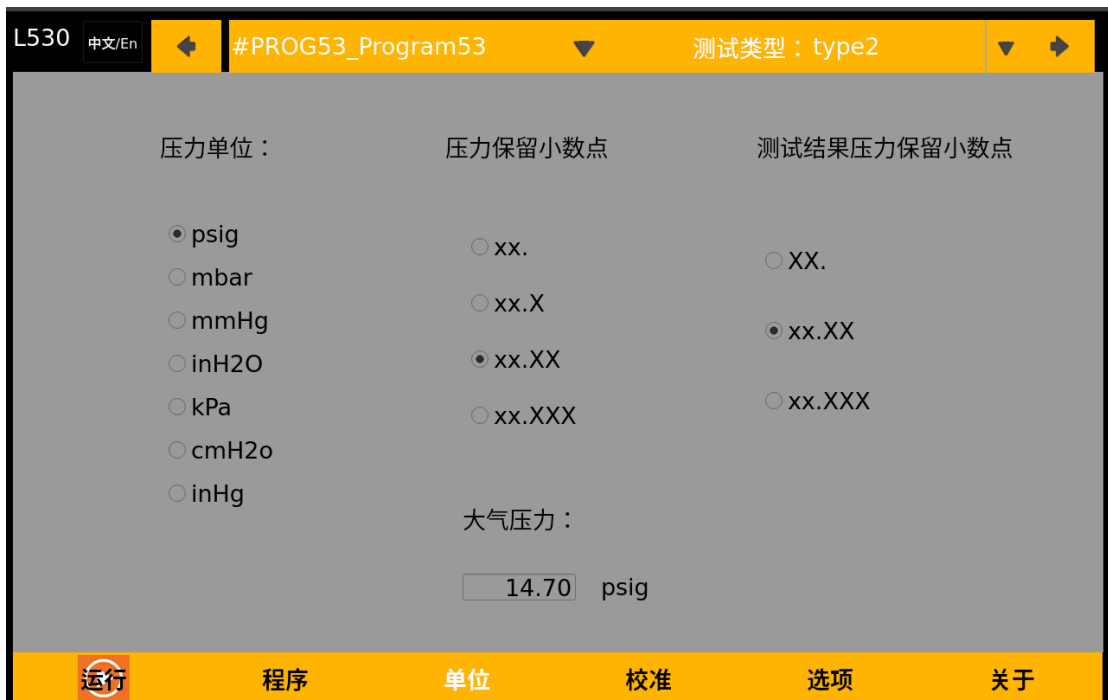 L530 中文/En #PROG53_Program53 测试类型： type2
压力单位： 压力保留小数点 测试结果压力保留小数点
psig
mbar
mmHg
inH2O
kPa
cmH2o
inHg
xx.
xx.X
xx.XX
xx.XXX
XX.
xx.XX
xx.XXX
大气压力：
14.70 psig
运行 程序 单位 校准 选项 关于